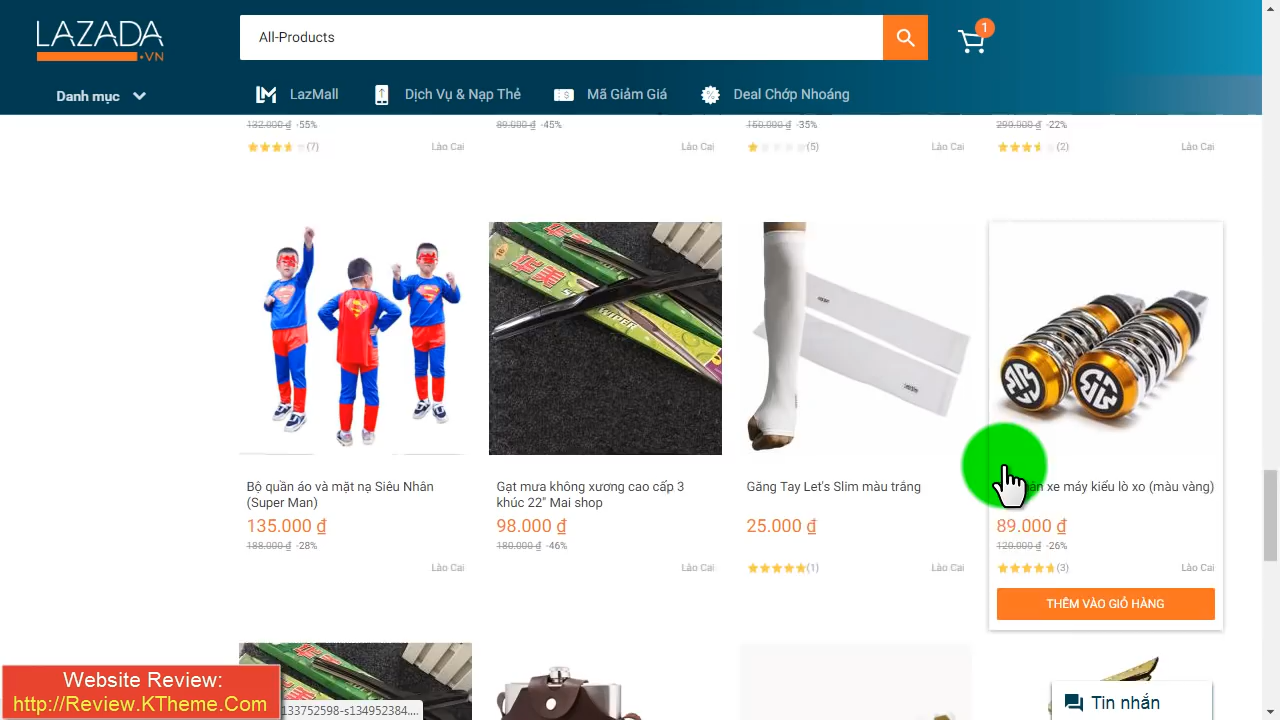 LAZADA
.VN
All-Products
1
Danh mục
LazMall
Dịch Vụ & Nạp Thẻ
Mã Giảm Giá
Deal Chớp Nhoáng
132.000 ₫ -55%
89.000 ₫ -45%
150.000 ₫ -35%
290.000 ₫ -22%
(7)
Lào Cai
Lào Cai
(5)
Lào Cai
(2)
Lào Cai
Bộ quần áo và mặt nạ Siêu Nhân
(Super Man)
135.000 ₫
188.000 ₫ -28%
Lào Cai
Gạt mưa không xương cao cấp 3
khúc 22" Mai shop
98.000 ₫
180.000 ₫ -46%
Lào Cai
Găng Tay Let's Slim màu trắng
25.000 ₫
(1)
Lào Cai
xe máy kiểu lò xo (màu vàng)
89.000 ₫
120.000 ₫ -26%
(3)
Lào Cai
THÊM VÀO GIỎ HÀNG
Website Review:
http://Review.KTheme.Com
133752598-s134352384....
Tin nhắn
华美
WIPER